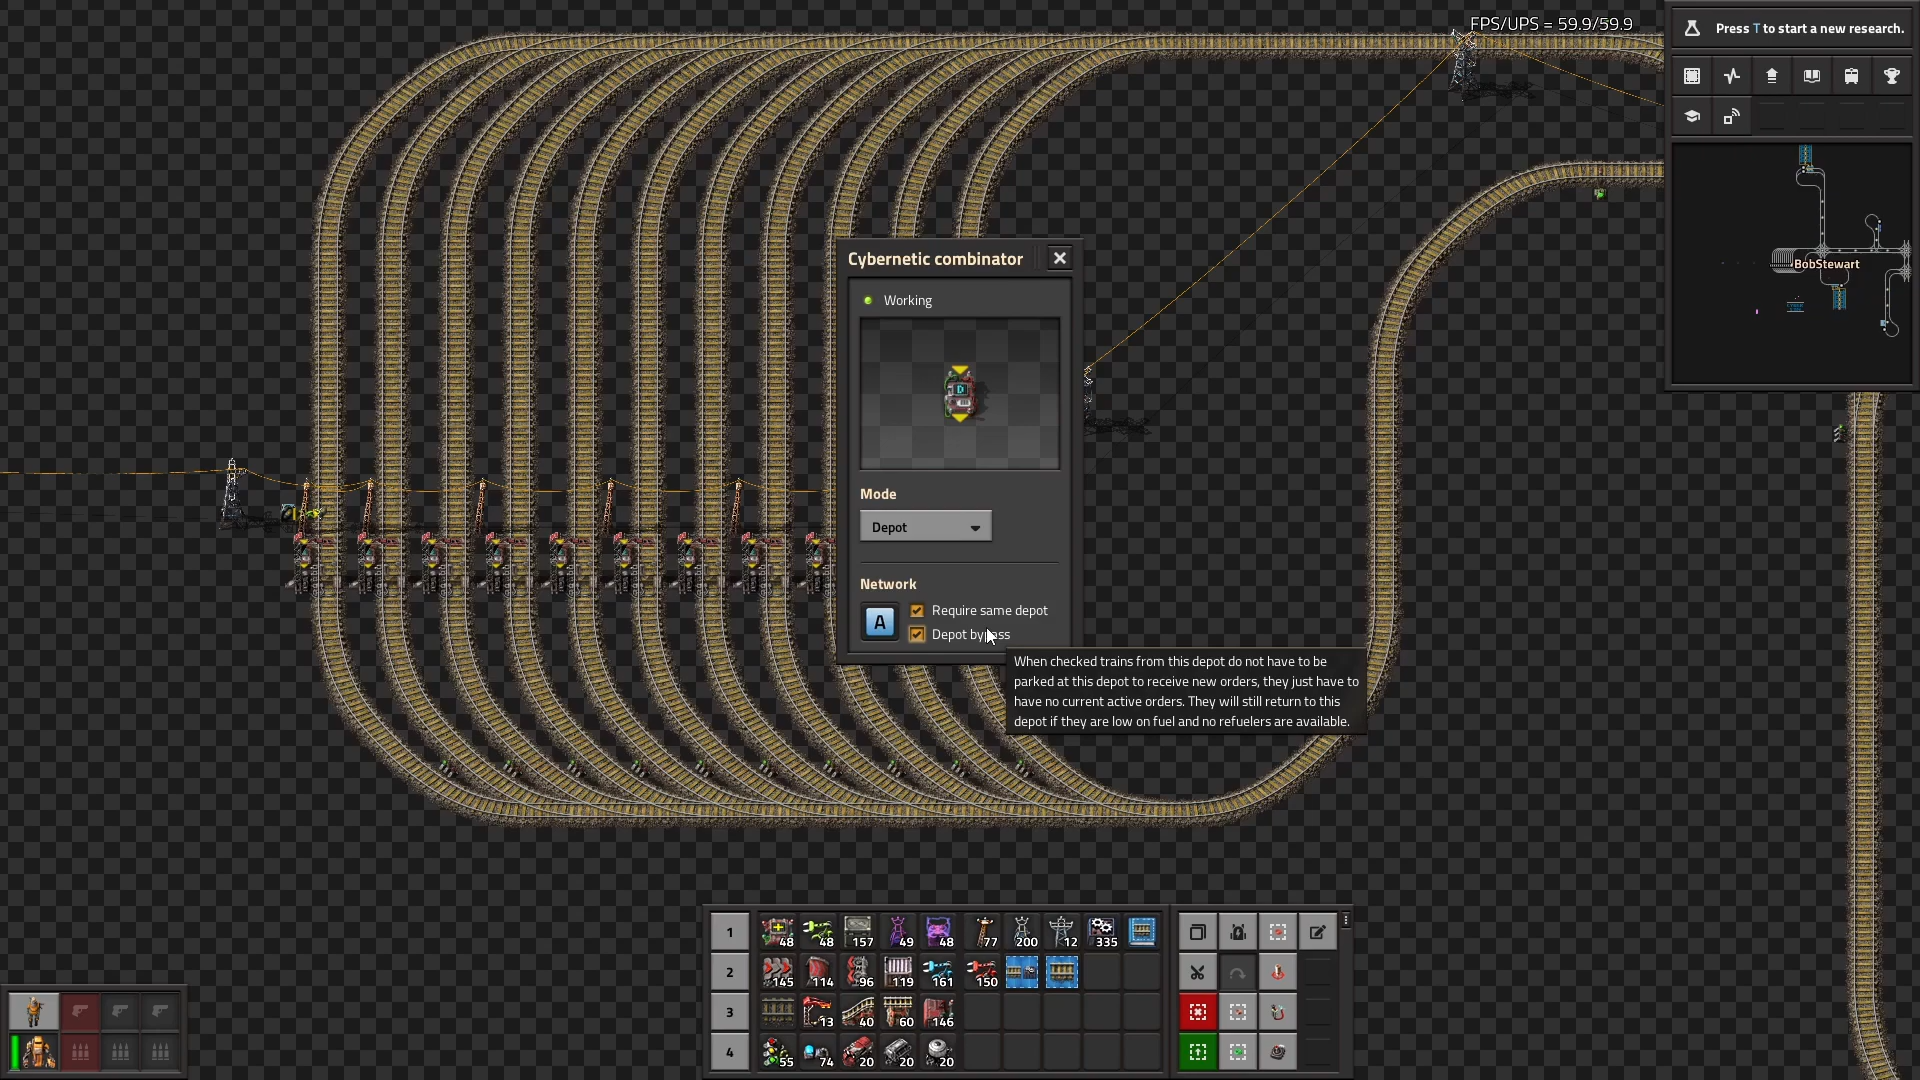 FPS/UPS = 59.9/59.9
Press T to start a new research.
BobStewart
Cybernetic combinator
Working
D
Mode
Depot
Network
A
Require same depot
Depot bypass
When checked trains from this depot do not have to be
parked at this depot to receive new orders, they just have to
have no current active orders. They will still return to this
depot if they are low on fuel and no refuelers are available.
1 48 48 157 49 48 77 200 12 335
2 145 114 96 119 161 150
3 13 40 60 146
4 55 74 20 20 20